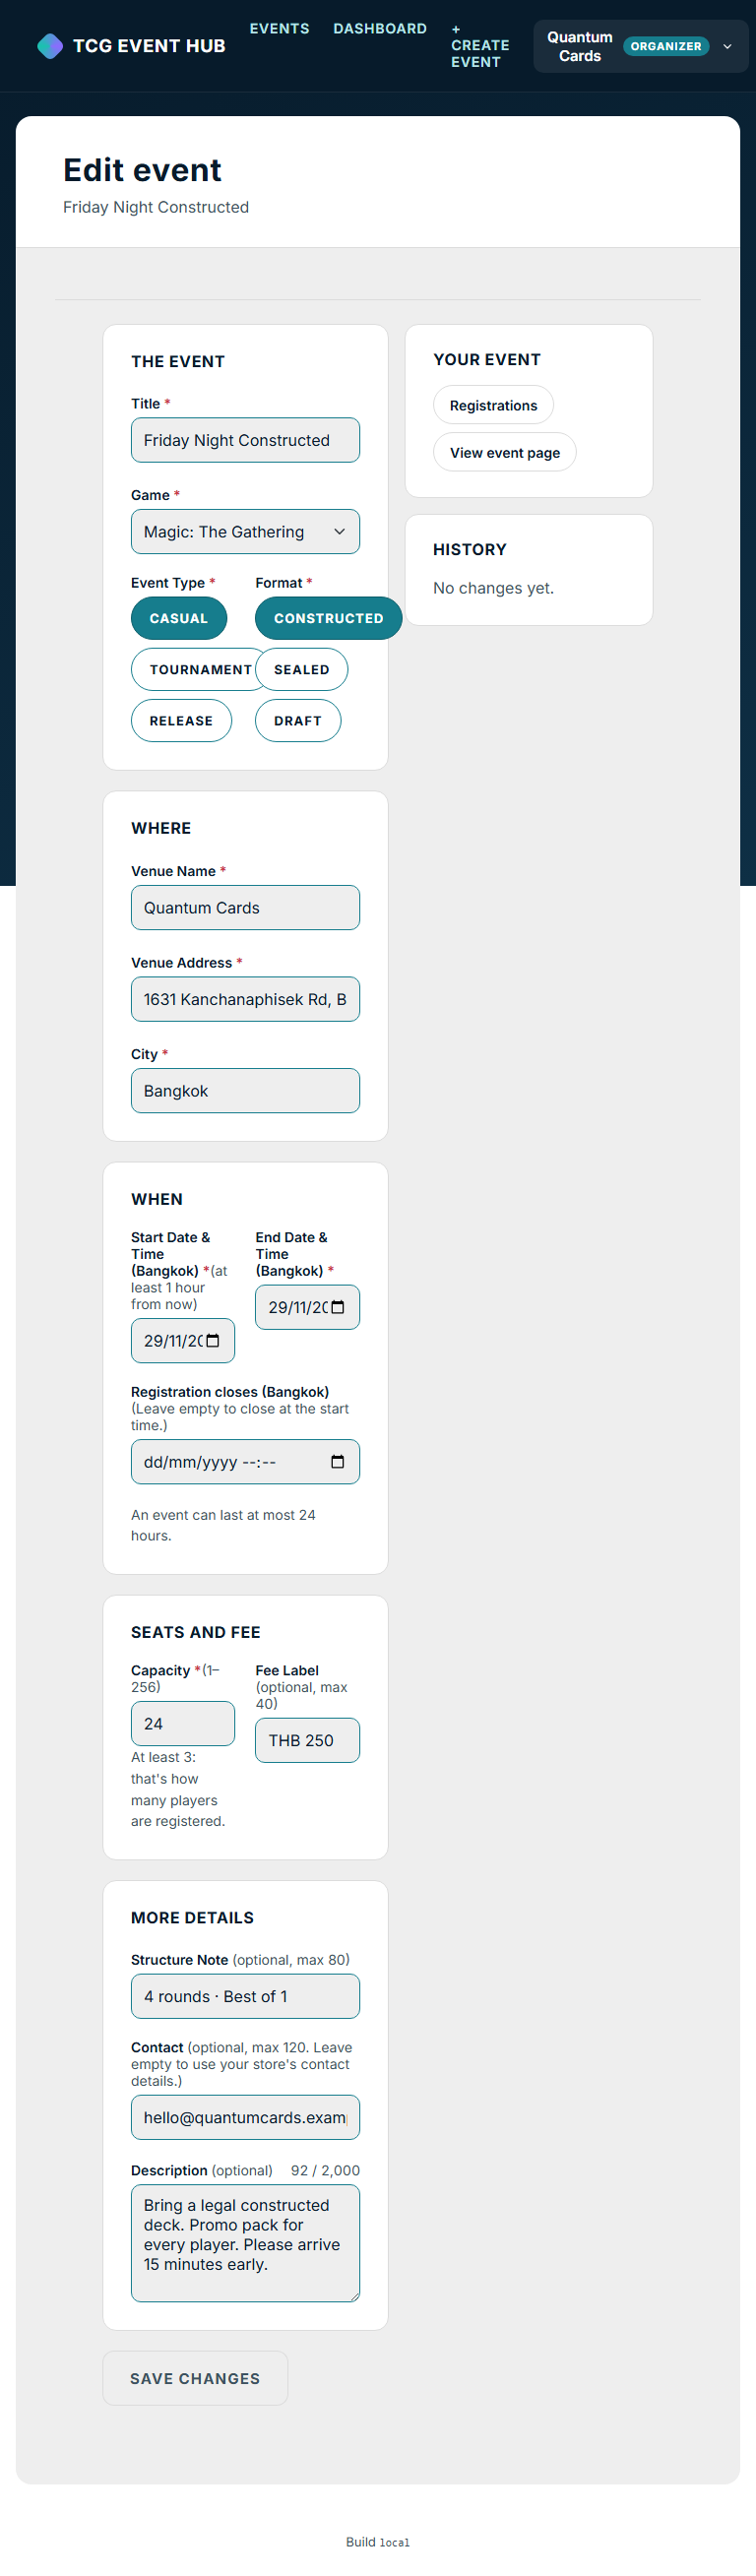 TCG EVENT HUB
EVENTS
DASHBOARD
+
CREATE
EVENT
Quantum
Cards
ORGANIZER
Edit event
Friday Night Constructed
THE EVENT
Title *
Friday Night Constructed
Game *
Magic: The Gathering
Event Type *
CASUAL
TOURNAMENT
RELEASE
Format *
CONSTRUCTED
SEALED
DRAFT
WHERE
Venue Name *
Quantum Cards
Venue Address *
1631 Kanchanaphisek Rd, B
City *
Bangkok
WHEN
Start Date &
Time
(Bangkok) *(at
least 1 hour
from now)
29/11/20
End Date &
Time
(Bangkok) *
29/11/20
Registration closes (Bangkok)
(Leave empty to close at the start
time.)
dd/mm/yyyy --:--
An event can last at most 24
hours.
SEATS AND FEE
Capacity *(1–
256)
24
At least 3:
that's how
many players
are registered.
Fee Label
(optional, max
40)
THB 250
MORE DETAILS
Structure Note (optional, max 80)
4 rounds · Best of 1
Contact (optional, max 120. Leave
empty to use your store's contact
details.)
hello@quantumcards.exam
Description (optional) 92 / 2,000
Bring a legal constructed
deck. Promo pack for
every player. Please arrive
15 minutes early.
SAVE CHANGES
YOUR EVENT
Registrations
View event page
HISTORY
No changes yet.
Build local